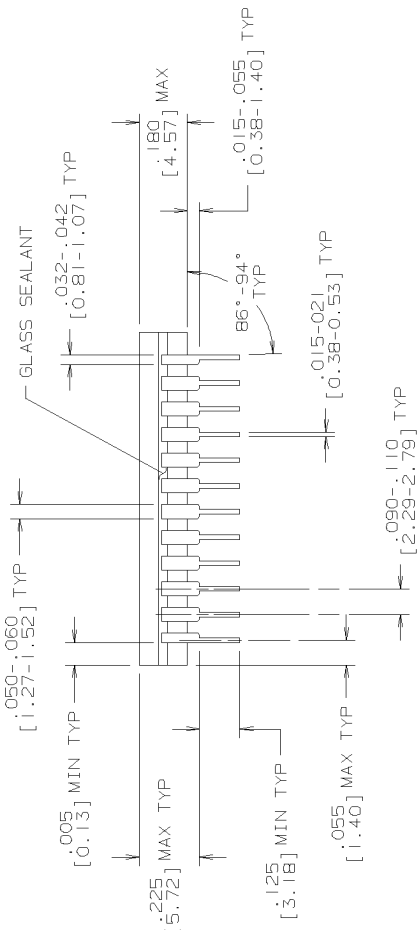 GLASS SEALANT
.050-.060
[1.27-1.52] TYP
.032-.042
[0.81-1.07] TYP
.005
[0.13] MIN TYP
.180
[4.57] MAX
.225
5.72] MAX TYP
.015-.055
[0.38-1.40] TYP
86°-94°
TYP
.125
[3.18] MIN TYP
.015-021
[0.38-0.53] TYP
.055
[1.40] MAX TYP
.090-.110
[2.29-2.79] TYP